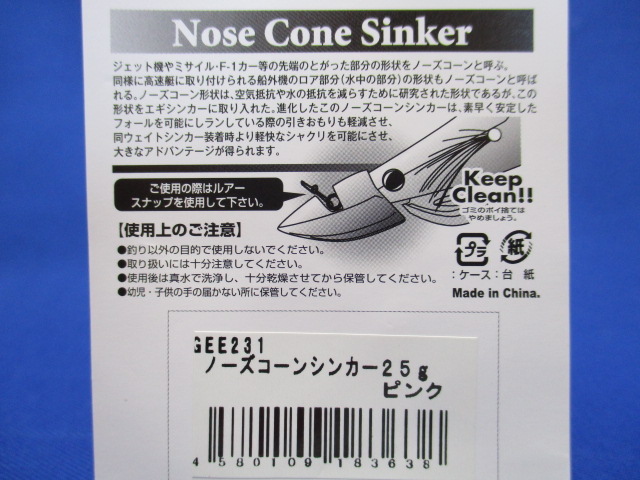 Nose Cone Sinker
ジェット機やミサイル・F-1カー等の先端のとがった部分の形状をノーズコーンと呼ぶ。
同様に高速艇に取り付けられる船外機のロア部分(水中の部分)の形状もノーズコーンと呼ば
れる。ノーズコーン形状は、空気抵抗や水の抵抗を減らすために研究された形状であるが、この
形状をエギシンカーに取り入れた。進化したこのノーズコーンシンカーは、素早く安定した
フォールを可能にしランしている際の引きおもりも軽減させ、
同ウェイトシンカー装着時より軽快なシャクリを可能にさせ、
大きなアドバンテージが得られます。
ご使用の際はルアー
スナップを使用して下さい。
Keep
Clean!!
ゴミのポイ捨ては
やめましょう。
【使用上のご注意】
●釣り以外の目的で使用しないでください。
●取り扱いには十分注意してください。
●使用後は真水で洗浄し、十分乾燥させてから保管してください。
●幼児・子供の手の届かない所に保管してください。
プラ 紙
:ケース :台 紙
Made in China.
GEE231
ノーズコーンシンカー25g
ピンク
4 580109 183638